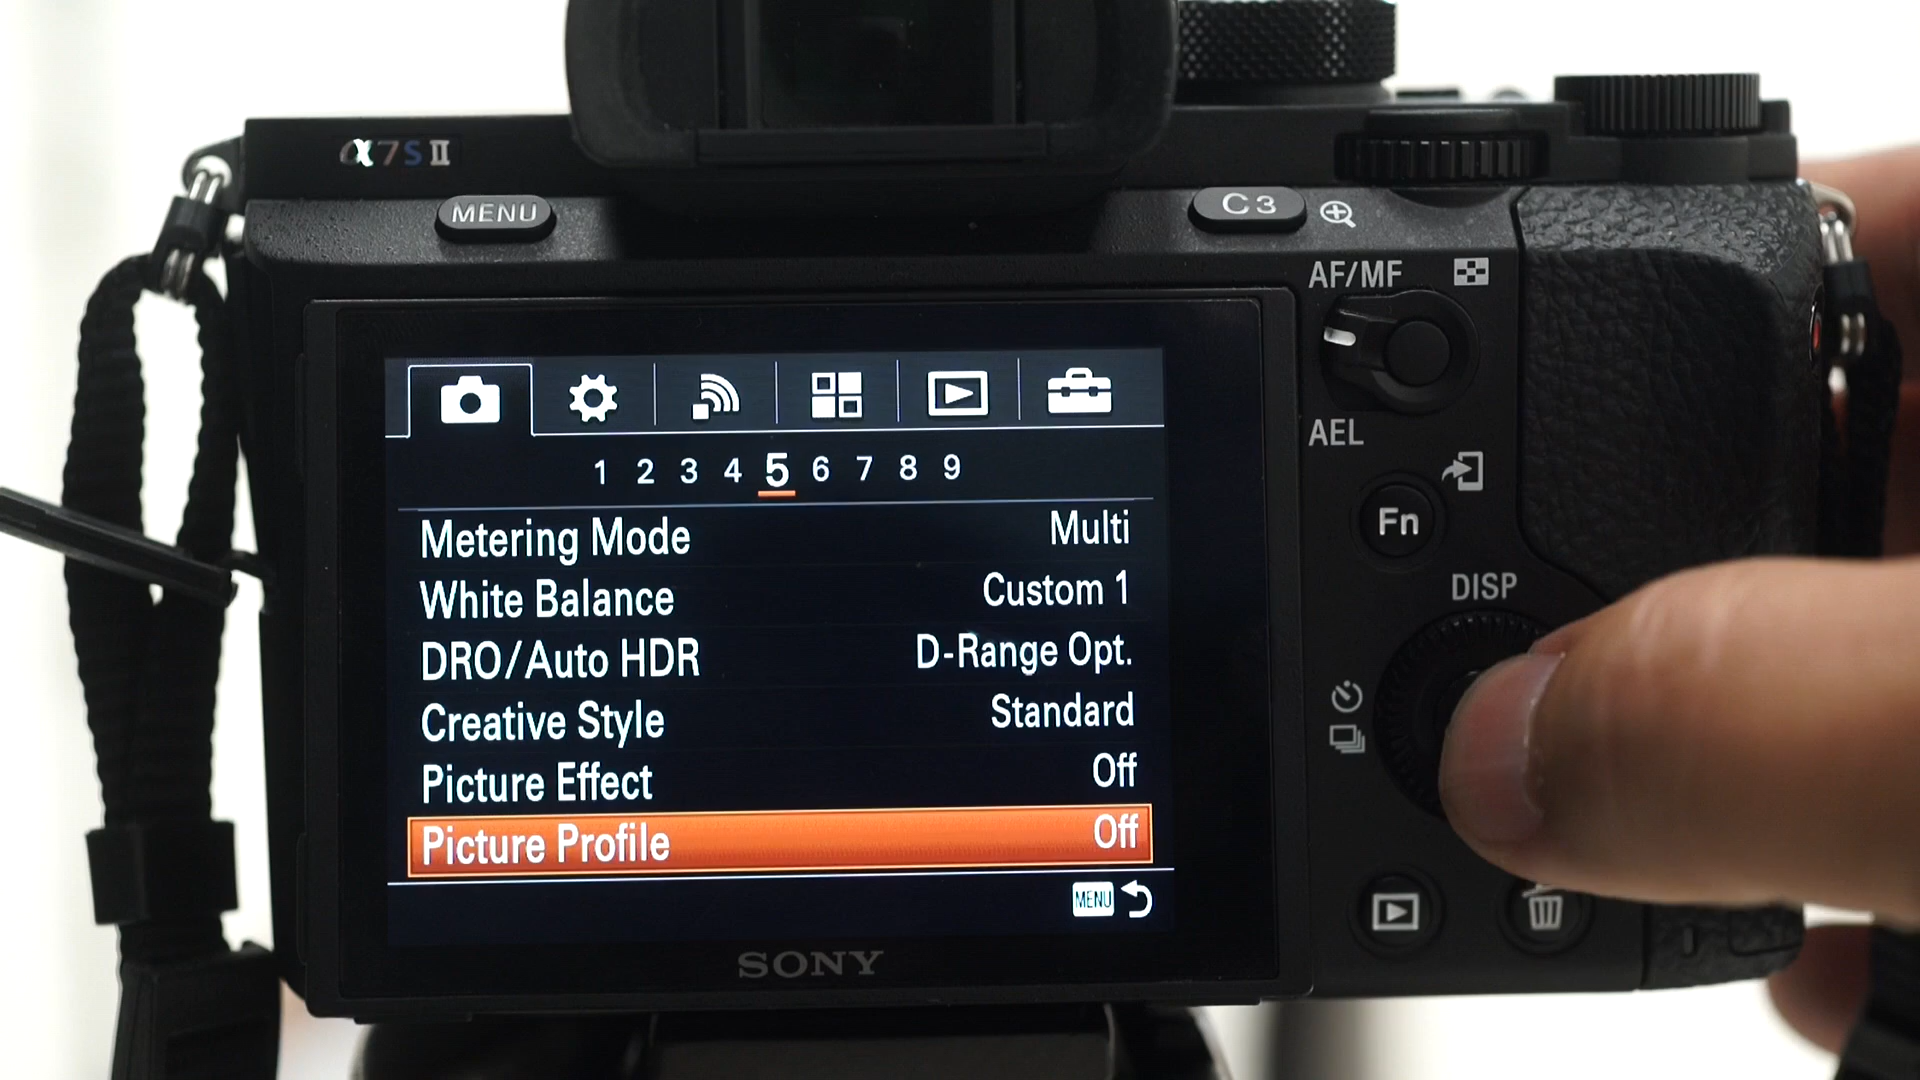 α7SII
MENU
C3
AF/MF
AEL
1 2 3 4 5 6 7 8 9
Metering Mode Multi
White Balance Custom 1
DRO/Auto HDR D-Range Opt.
Creative Style Standard
Picture Effect Off
Picture Profile Off
MENU
Fn
DISP
SONY